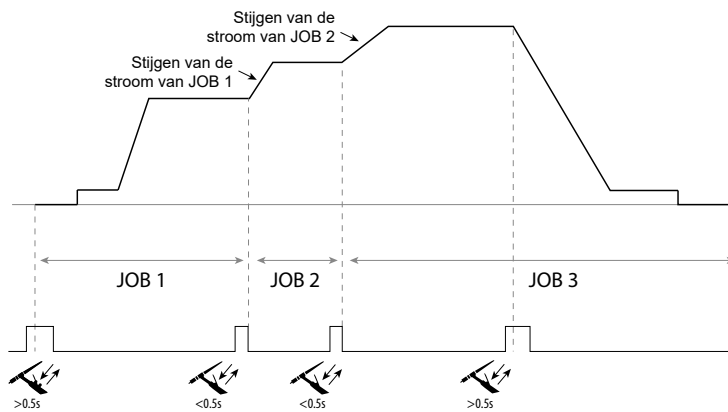 Stijgen van de
stroom van JOB 2
Stijgen van de
stroom van JOB 1
JOB 1
JOB 2
JOB 3
>0.5s
<0.5s
<0.5s
>0.5s